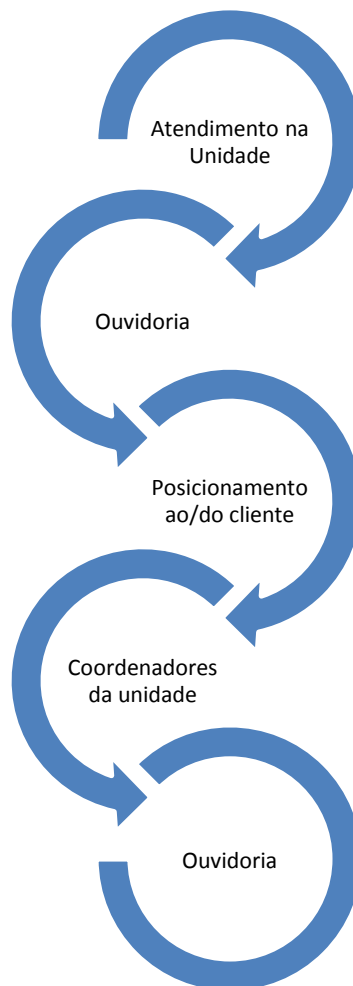 Atendimento na
Unidade
Ouvidoria
Posicionamento
ao/do cliente
Coordenadores
da unidade
Ouvidoria